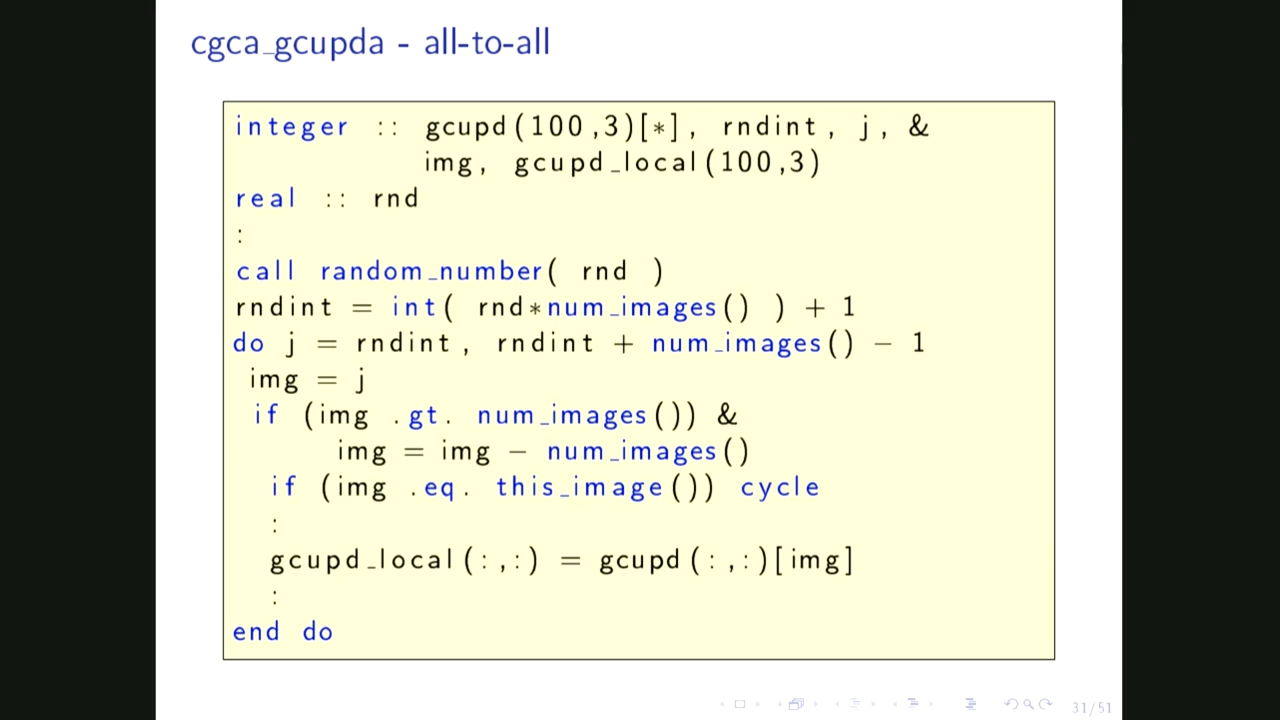 cgca_gcupda - all-to-all
integer :: gcupd(100,3)[*], rndint, j, &
img, gcupd_local(100,3)
real :: rnd
:
call random_number( rnd )
rndint = int( rnd*num_images() ) + 1
do j = rndint, rndint + num_images() - 1
img = j
if (img .gt. num_images()) &
img = img - num_images()
if (img .eq. this_image()) cycle
:
gcupd_local(:,:) = gcupd(:,:)[img]
:
end do
31/51